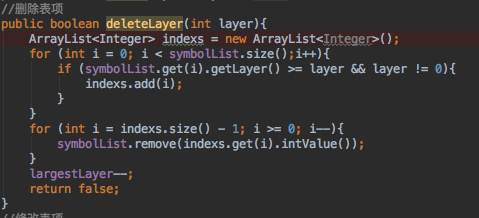 //删除表项
public boolean deleteLayer(int layer){
    ArrayList<Integer> indexs = new ArrayList<Integer>();
    for (int i = 0; i < symbolList.size();i++){
        if (symbolList.get(i).getLayer() >= layer && layer != 0){
            indexs.add(i);
        }
    }
    for (int i = indexs.size() - 1; i >= 0; i--){
        symbolList.remove(indexs.get(i).intValue());
    }
    largestLayer--;
    return false;
}
//修改表项